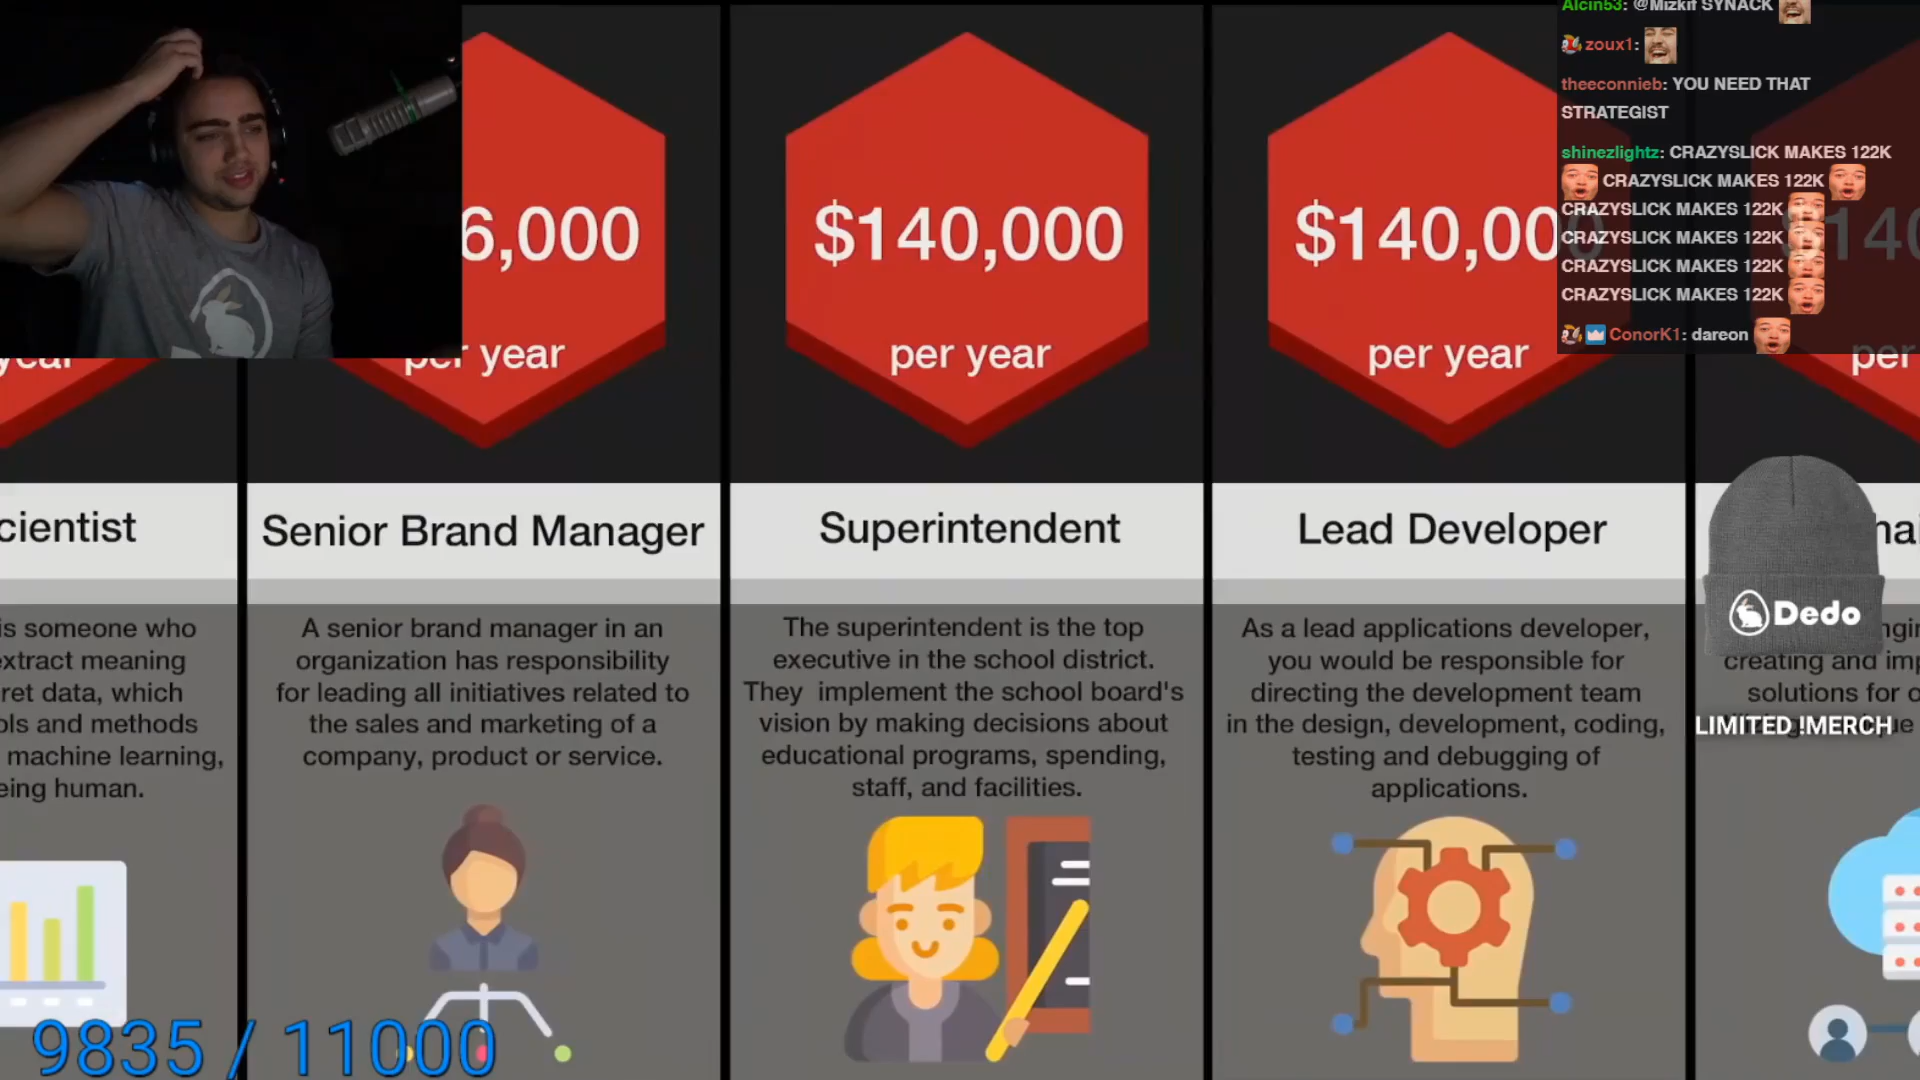 Alcin53: @Mizkif SYNACK
zoux1:
theeconnieb: YOU NEED THAT
STRATEGIST
shinezlightz: CRAZYSLICK MAKES 122K
CRAZYSLICK MAKES 122K
CRAZYSLICK MAKES 122K
CRAZYSLICK MAKES 122K
CRAZYSLICK MAKES 122K
CRAZYSLICK MAKES 122K
ConorK1: dareon
year
6,000
per year
$140,000
per year
$140,00
per year
140
per
cientist
is someone who
extract meaning
ret data, which
ols and methods
machine learning,
eing human.
Senior Brand Manager
A senior brand manager in an
organization has responsibility
for leading all initiatives related to
the sales and marketing of a
company, product or service.
Superintendent
The superintendent is the top
executive in the school district.
They implement the school board's
vision by making decisions about
educational programs, spending,
staff, and facilities.
Lead Developer
As a lead applications developer,
you would be responsible for
directing the development team
in the design, development, coding,
testing and debugging of
applications.
Dedo
creating and imp
solutions for o
LIMITED !MERCH
9835 / 11000